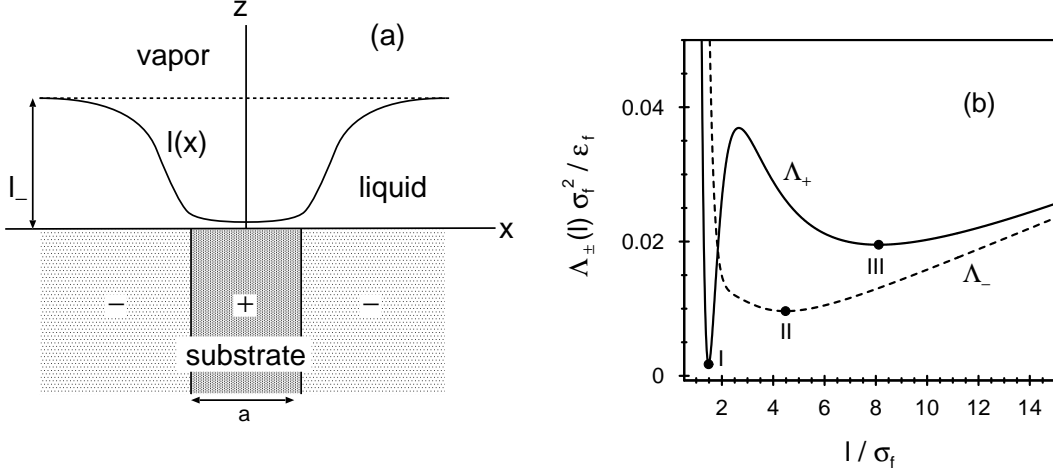 z
(a)
vapor
l(x)
l_
liquid
x
− + −
substrate
a
(b)
Λ±(l) σf² / εf
0.04
0.02
0
Λ+
Λ−
I
II
III
2 4 6 8 10 12 14
l / σf